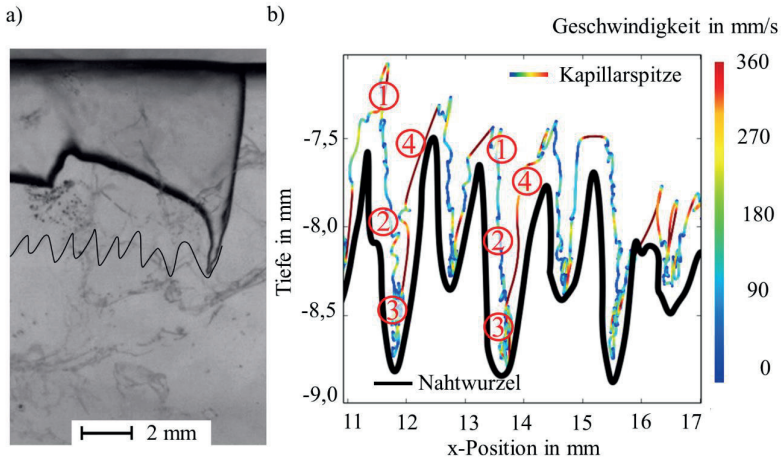 a)
2 mm
b)
Geschwindigkeit in mm/s
Kapillarspitze
360
270
180
90
0
Tiefe in mm
-7,5
-8,0
-8,5
-9,0
1
4
1
4
2
2
3
3
Nahtwurzel
11 12 13 14 15 16 17
x-Position in mm